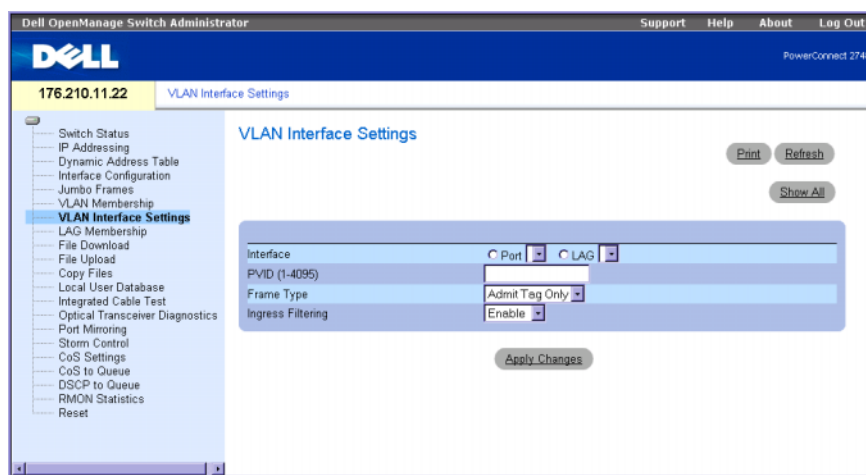 Dell OpenManage Switch Administrator Support Help About Log Out
DELL
PowerConnect 274
176.210.11.22 VLAN Interface Settings
Switch Status
IP Addressing
Dynamic Address Table
Interface Configuration
Jumbo Frames
VLAN Membership
VLAN Interface Settings
LAG Membership
File Download
File Upload
Copy Files
Local User Database
Integrated Cable Test
Optical Transceiver Diagnostics
Port Mirroring
Storm Control
CoS Settings
CoS to Queue
DSCP to Queue
RMON Statistics
Reset
VLAN Interface Settings
Print Refresh
Show All
Interface Port LAG
PVID (1-4095)
Frame Type Admit Tag Only
Ingress Filtering Enable
Apply Changes